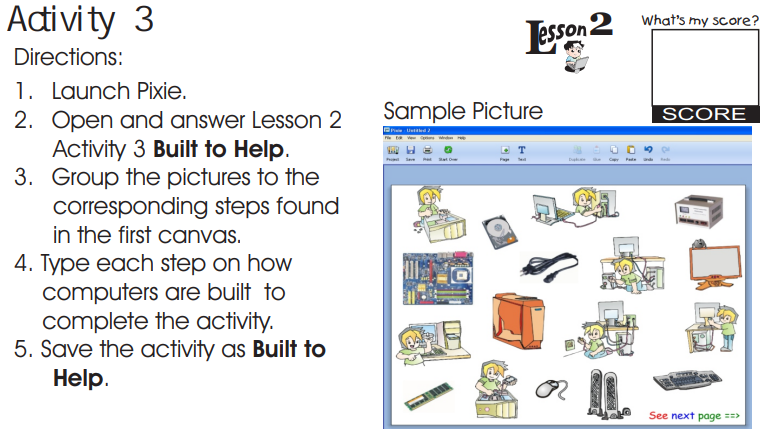 Activity 3
Lesson 2
What's my score?
Directions:
SCORE
1. Launch Pixie.
2. Open and answer Lesson 2
Activity 3 Built to Help.
3. Group the pictures to the
corresponding steps found
in the first canvas.
4. Type each step on how
computers are built to
complete the activity.
5. Save the activity as Built to
Help.
Sample Picture
Pixie - Untitled 2
File Edit View Options Window Help
Project Save Print Start Over Page Text Duplicate Copy Paste Undo Redo
See next page ==>